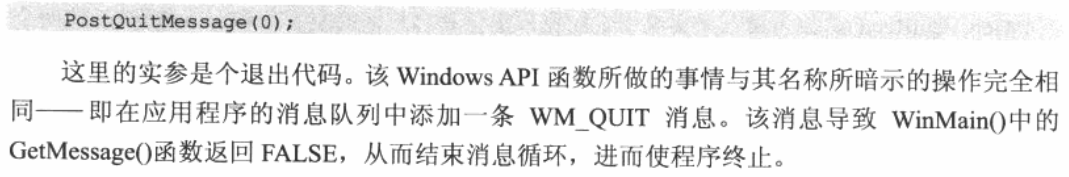 PostQuitMessage(0);
这里的实参是个退出代码。该 Windows API 函数所做的事情与其名称所暗示的操作完全相
同——即在应用程序的消息队列中添加一条 WM_QUIT 消息。该消息导致 WinMain()中的
GetMessage()函数返回 FALSE，从而结束消息循环，进而使程序终止。